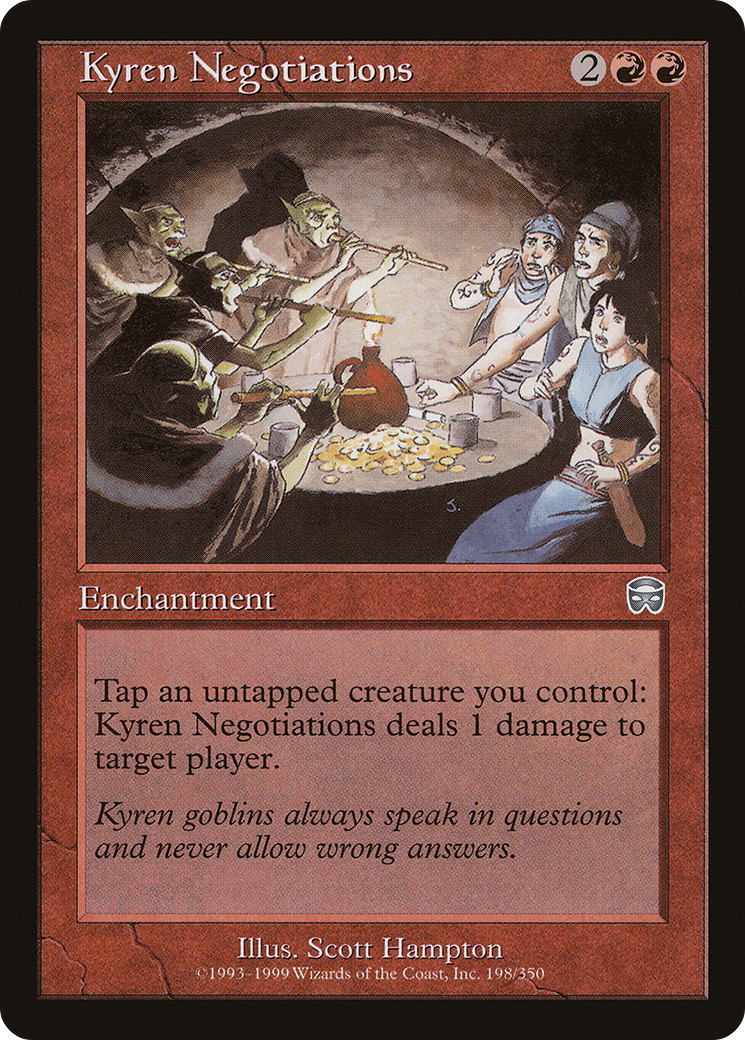 Kyren Negotiations 2
J.
Enchantment
Tap an untapped creature you control:
Kyren Negotiations deals 1 damage to
target player.
Kyren goblins always speak in questions
and never allow wrong answers.
Illus. Scott Hampton
©1993-1999 Wizards of the Coast, Inc. 198/350